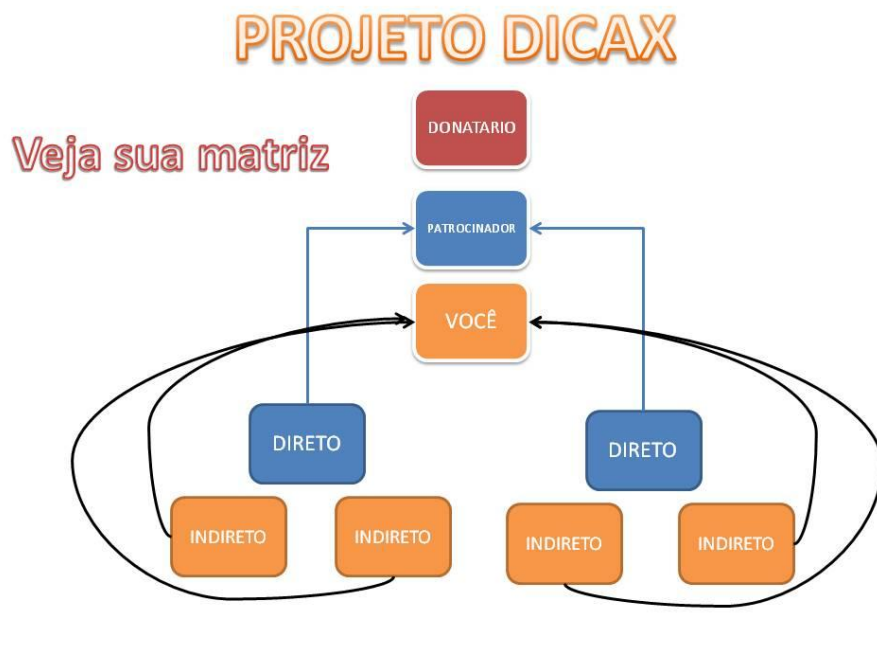 PROJETO DICAX
DONATARIO
Veja sua matriz
PATROCINADOR
VOCÊ
DIRETO
DIRETO
INDIRETO
INDIRETO
INDIRETO
INDIRETO